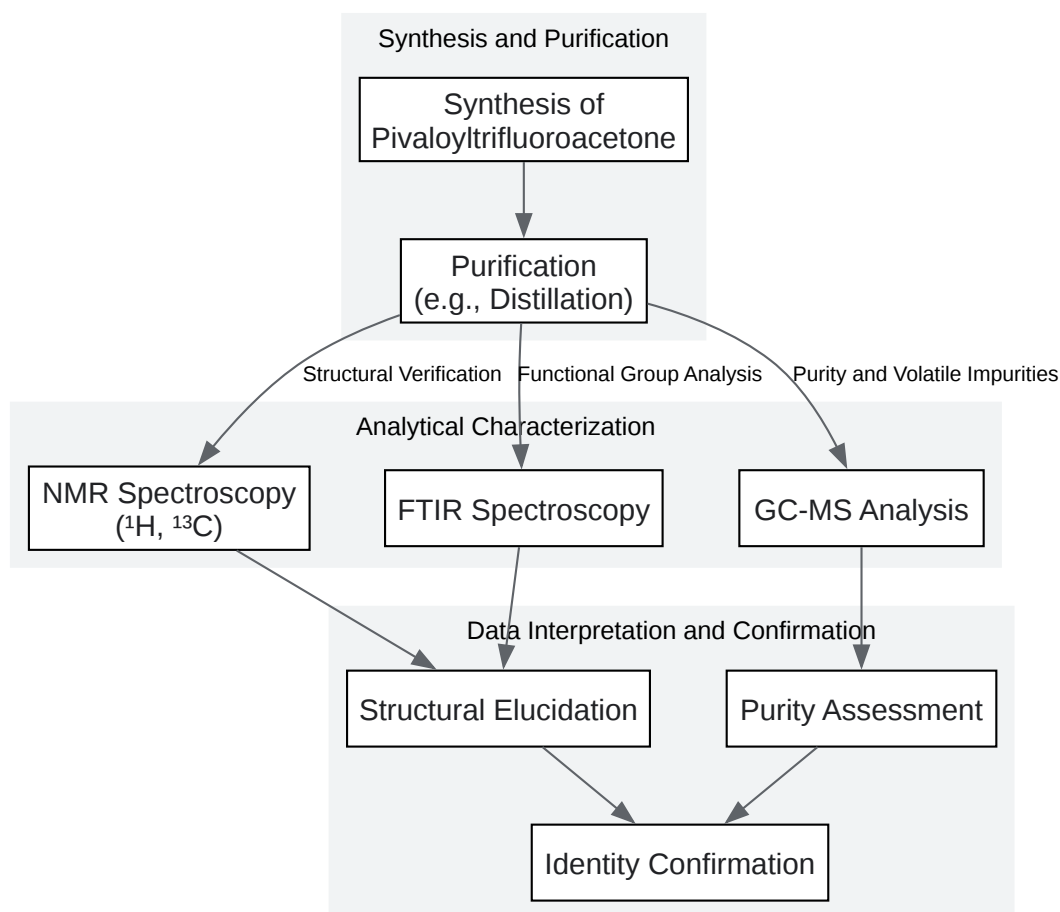 Synthesis and Purification
Synthesis of
Pivaloyltrifluoroacetone
Purification
(e.g., Distillation)
Structural Verification
Functional Group Analysis
Purity and Volatile Impurities
Analytical Characterization
NMR Spectroscopy
(¹H, ¹³C)
FTIR Spectroscopy
GC-MS Analysis
Data Interpretation and Confirmation
Structural Elucidation
Purity Assessment
Identity Confirmation